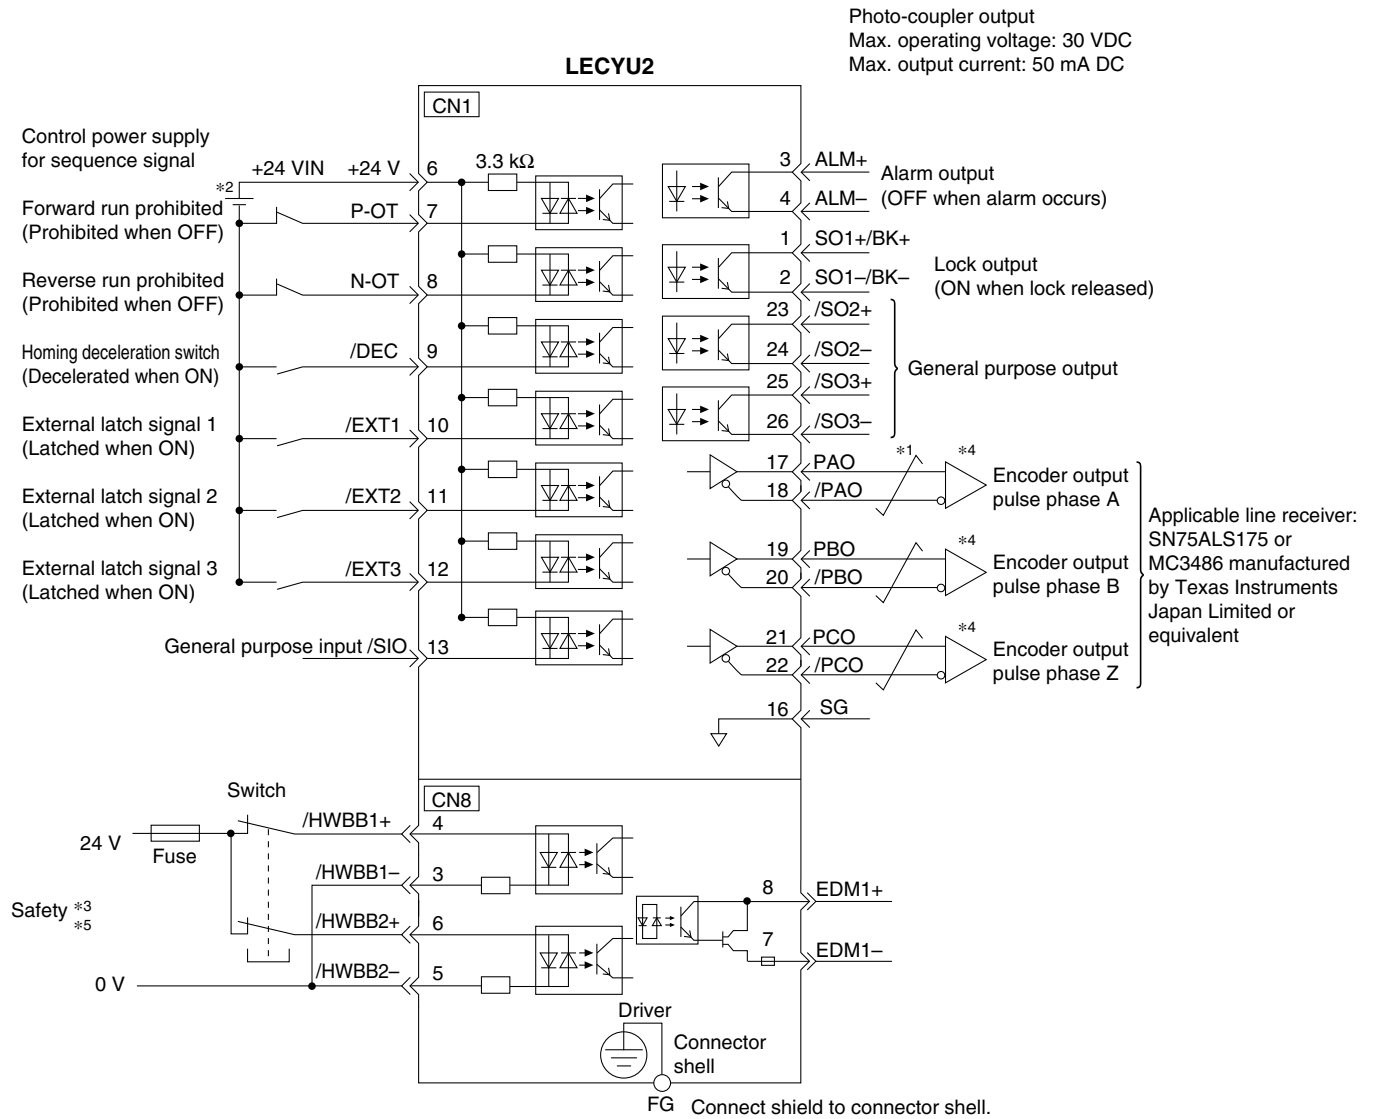 Photo-coupler output
Max. operating voltage: 30 VDC
Max. output current: 50 mA DC
LECYU2
CN1
Control power supply
for sequence signal
+24 VIN
+24 V
6
3.3 kΩ
*2
Forward run prohibited
(Prohibited when OFF)
P-OT
7
Reverse run prohibited
(Prohibited when OFF)
N-OT
8
Homing deceleration switch
(Decelerated when ON)
/DEC
9
External latch signal 1
(Latched when ON)
/EXT1
10
External latch signal 2
(Latched when ON)
/EXT2
11
External latch signal 3
(Latched when ON)
/EXT3
12
General purpose input /SIO
13
3
ALM+
4
ALM–
Alarm output
(OFF when alarm occurs)
1
SO1+/BK+
2
SO1–/BK–
Lock output
(ON when lock released)
23
/SO2+
24
/SO2–
25
/SO3+
26
/SO3–
General purpose output
17
PAO
18
/PAO
*1
*4
Encoder output
pulse phase A
19
PBO
20
/PBO
*4
Encoder output
pulse phase B
21
PCO
22
/PCO
*4
Encoder output
pulse phase Z
Applicable line receiver:
SN75ALS175 or
MC3486 manufactured
by Texas Instruments
Japan Limited or
equivalent
16
SG
CN8
Switch
24 V
Fuse
/HWBB1+
4
/HWBB1–
3
Safety *3
*5
/HWBB2+
6
/HWBB2–
5
0 V
8
EDM1+
7
EDM1–
Driver
Connector
shell
FG
Connect shield to connector shell.